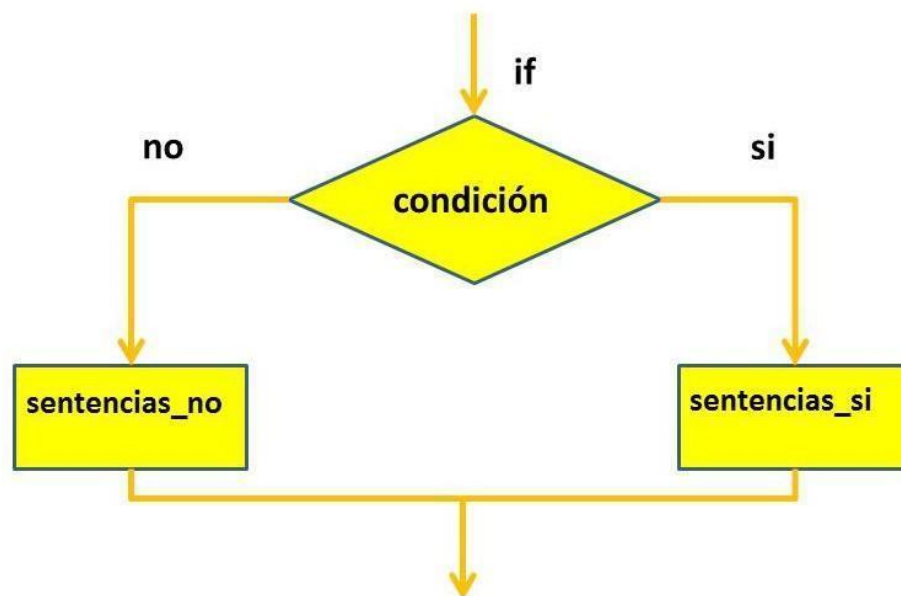 if
no
si
condición
sentencias_no
sentencias_si